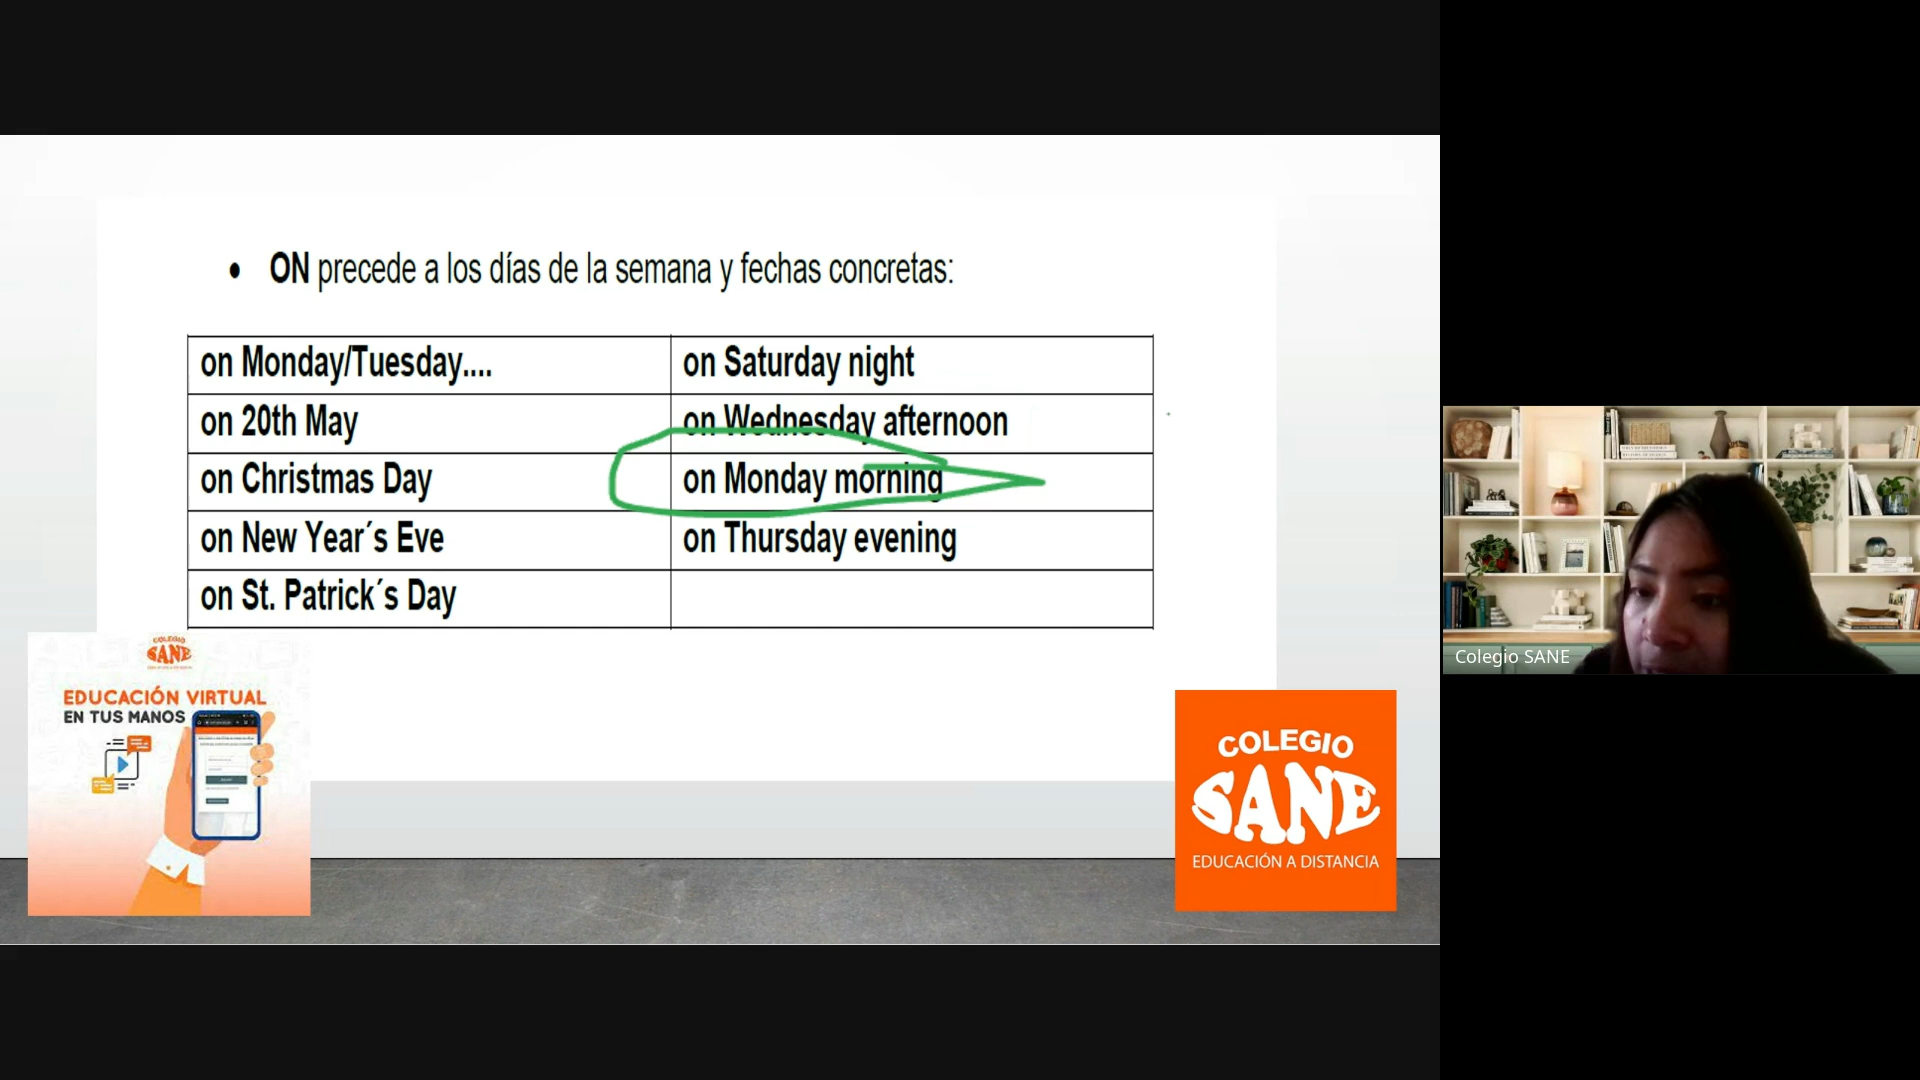 • ON precede a los días de la semana y fechas concretas:
on Monday/Tuesday.... on Saturday night
on 20th May on Wednesday afternoon
on Christmas Day on Monday morning
on New Year´s Eve on Thursday evening
on St. Patrick´s Day
COLEGIO
SANE
EDUCACIÓN VIRTUAL
EN TUS MANOS
COLEGIO
SANE
EDUCACIÓN A DISTANCIA
Colegio SANE